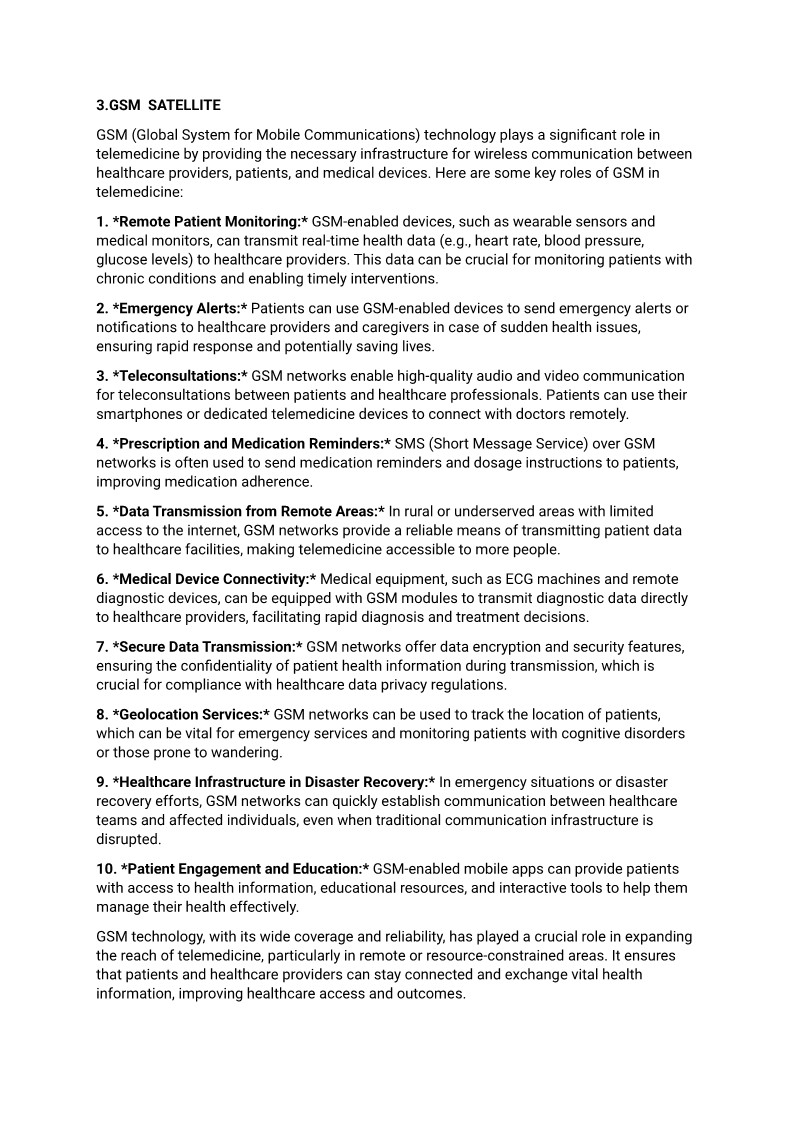 3.GSM  SATELLITE
GSM (Global System for Mobile Communications) technology plays a significant role in
telemedicine by providing the necessary infrastructure for wireless communication between
healthcare providers, patients, and medical devices. Here are some key roles of GSM in
telemedicine:
1. *Remote Patient Monitoring:* GSM-enabled devices, such as wearable sensors and
medical monitors, can transmit real-time health data (e.g., heart rate, blood pressure,
glucose levels) to healthcare providers. This data can be crucial for monitoring patients with
chronic conditions and enabling timely interventions.
2. *Emergency Alerts:* Patients can use GSM-enabled devices to send emergency alerts or
notifications to healthcare providers and caregivers in case of sudden health issues,
ensuring rapid response and potentially saving lives.
3. *Teleconsultations:* GSM networks enable high-quality audio and video communication
for teleconsultations between patients and healthcare professionals. Patients can use their
smartphones or dedicated telemedicine devices to connect with doctors remotely.
4. *Prescription and Medication Reminders:* SMS (Short Message Service) over GSM
networks is often used to send medication reminders and dosage instructions to patients,
improving medication adherence.
5. *Data Transmission from Remote Areas:* In rural or underserved areas with limited
access to the internet, GSM networks provide a reliable means of transmitting patient data
to healthcare facilities, making telemedicine accessible to more people.
6. *Medical Device Connectivity:* Medical equipment, such as ECG machines and remote
diagnostic devices, can be equipped with GSM modules to transmit diagnostic data directly
to healthcare providers, facilitating rapid diagnosis and treatment decisions.
7. *Secure Data Transmission:* GSM networks offer data encryption and security features,
ensuring the confidentiality of patient health information during transmission, which is
crucial for compliance with healthcare data privacy regulations.
8. *Geolocation Services:* GSM networks can be used to track the location of patients,
which can be vital for emergency services and monitoring patients with cognitive disorders
or those prone to wandering.
9. *Healthcare Infrastructure in Disaster Recovery:* In emergency situations or disaster
recovery efforts, GSM networks can quickly establish communication between healthcare
teams and affected individuals, even when traditional communication infrastructure is
disrupted.
10. *Patient Engagement and Education:* GSM-enabled mobile apps can provide patients
with access to health information, educational resources, and interactive tools to help them
manage their health effectively.
GSM technology, with its wide coverage and reliability, has played a crucial role in expanding
the reach of telemedicine, particularly in remote or resource-constrained areas. It ensures
that patients and healthcare providers can stay connected and exchange vital health
information, improving healthcare access and outcomes.